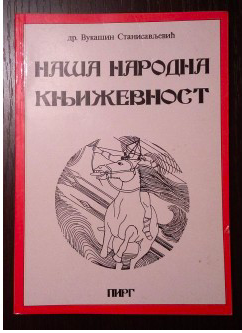 др. Вукашин Станисављевић
НАША НАРОДНА
КЊИЖЕВНОСТ
ПИРГ